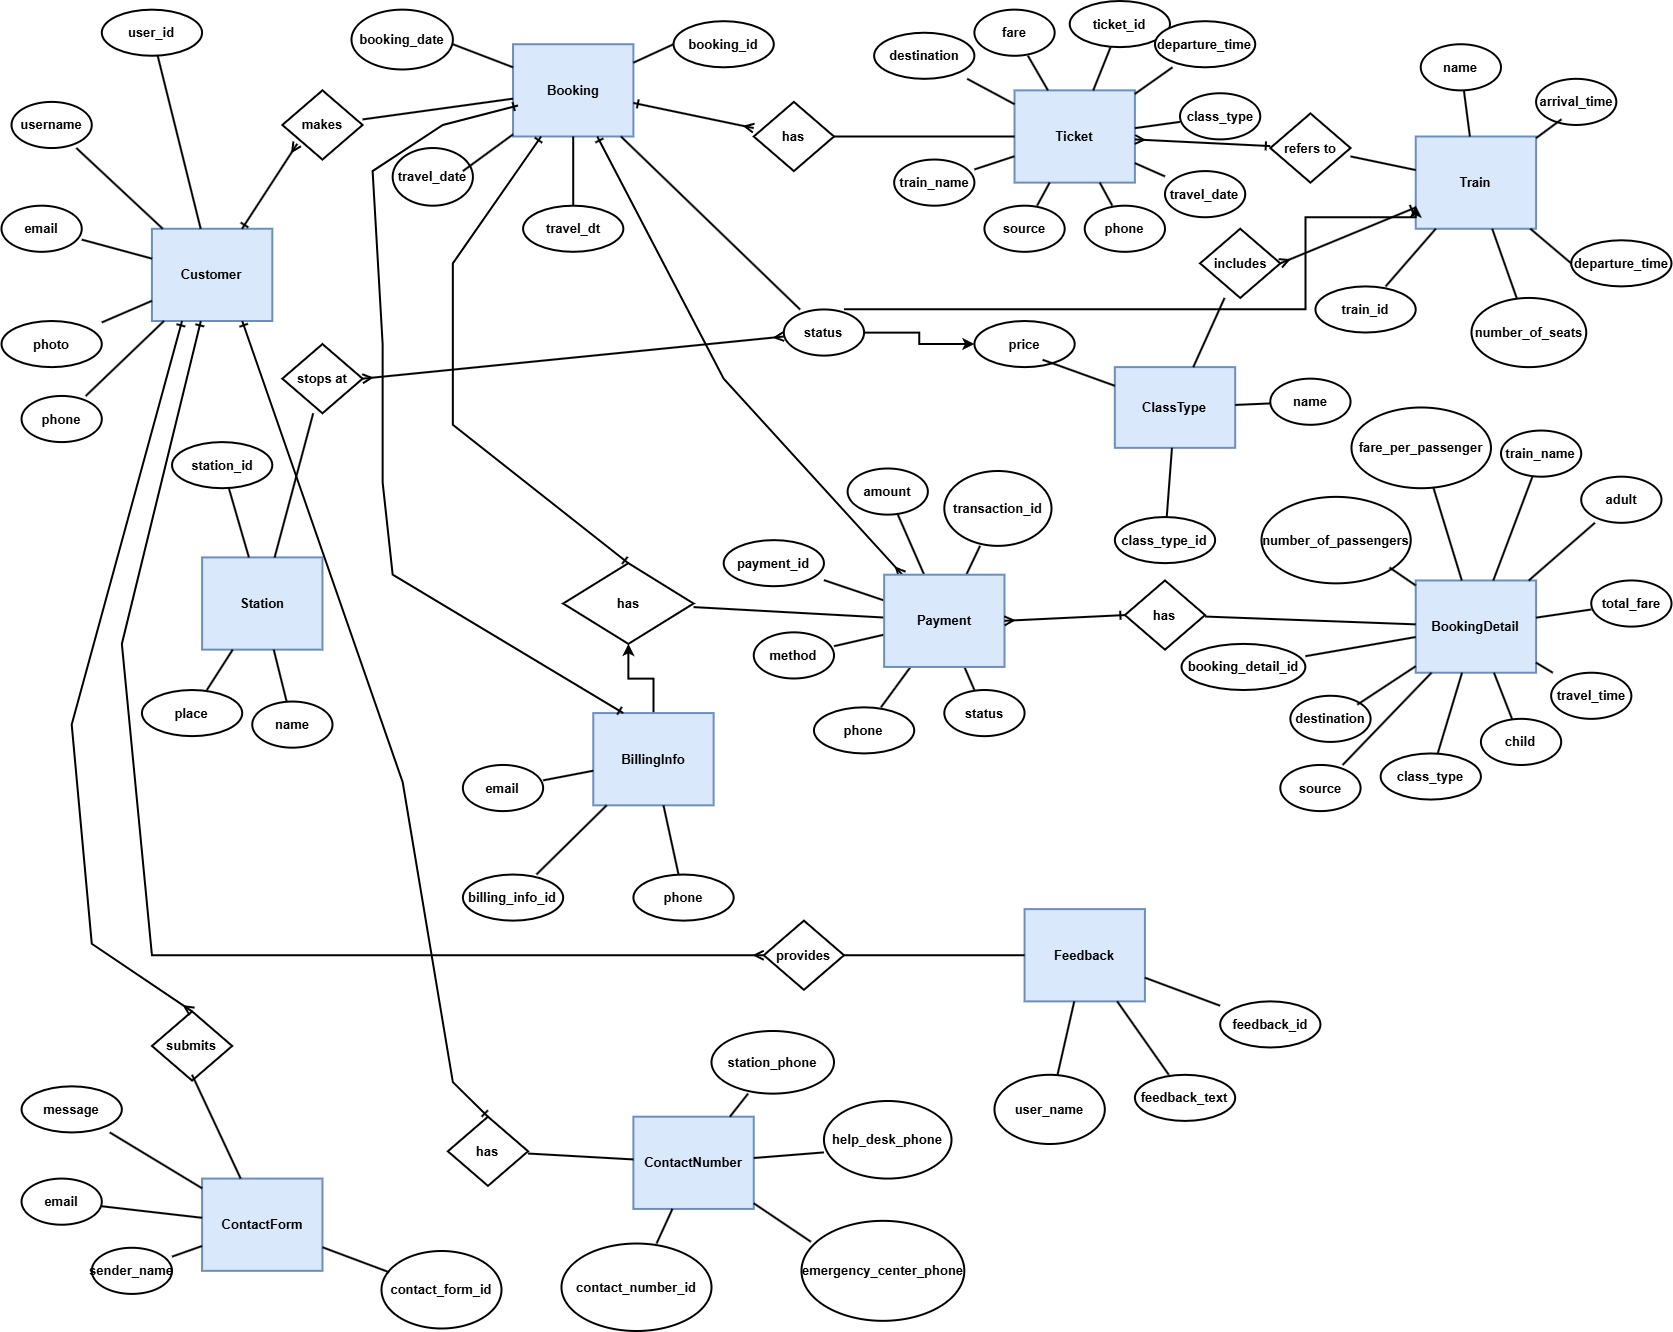 user_id
booking_date
Booking
booking_id
destination
fare
ticket_id
departure_time
name
arrival_time
username
makes
travel_date
has
Ticket
class_type
refers to
Train
train_name
travel_date
source
phone
email
Customer
travel_dt
includes
departure_time
train_id
number_of_seats
photo
status
price
stops at
phone
ClassType
name
station_id
fare_per_passenger
train_name
adult
amount
transaction_id
class_type_id
number_of_passengers
payment_id
Station
has
Payment
has
BookingDetail
total_fare
method
booking_detail_id
travel_time
place
name
phone
status
destination
child
BillingInfo
email
source
class_type
billing_info_id
phone
provides
Feedback
feedback_id
submits
station_phone
user_name
feedback_text
message
help_desk_phone
has
ContactNumber
email
ContactForm
sender_name
contact_form_id
contact_number_id
emergency_center_phone